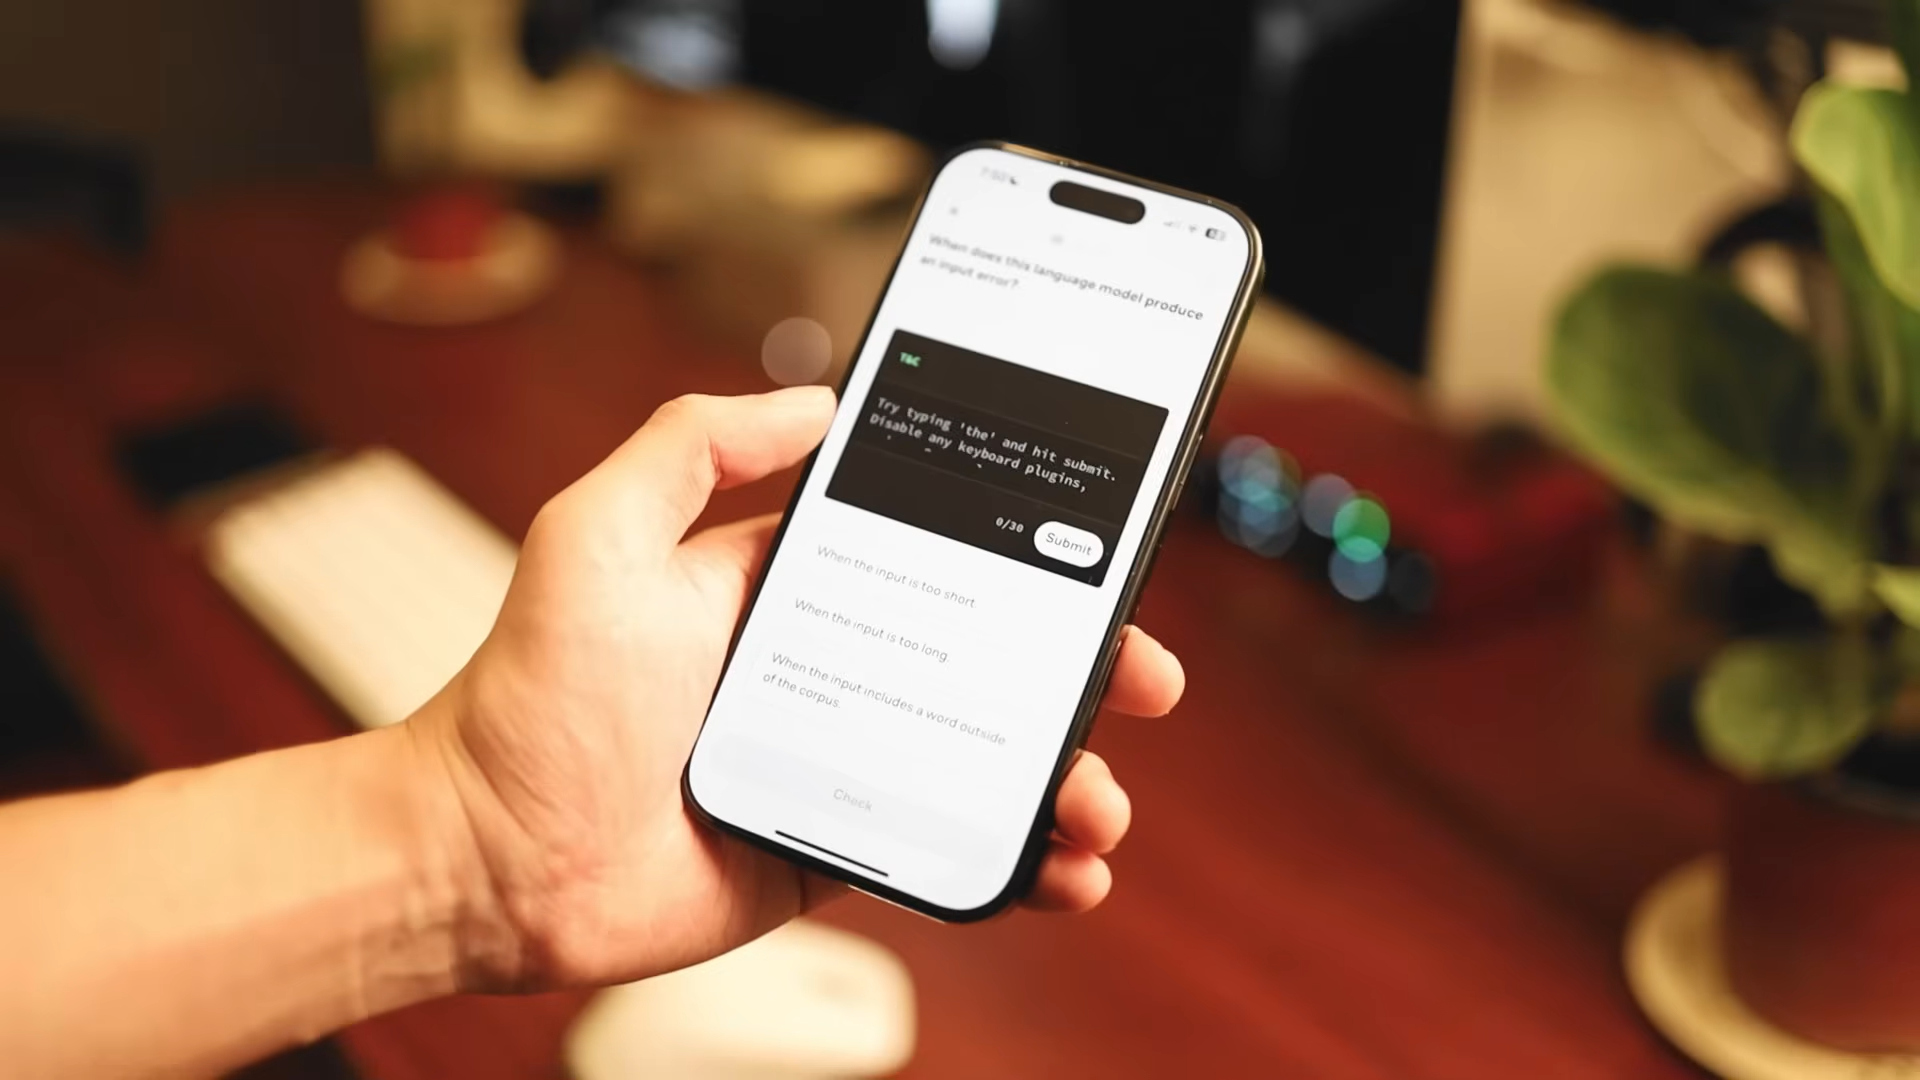 When does this language model produce
an input error?
T&C
Try typing 'the' and hit submit.
Disable any keyboard plugins,
0/30
Submit
When the input is too short.
When the input is too long.
When the input includes a word outside
of the corpus.
Check